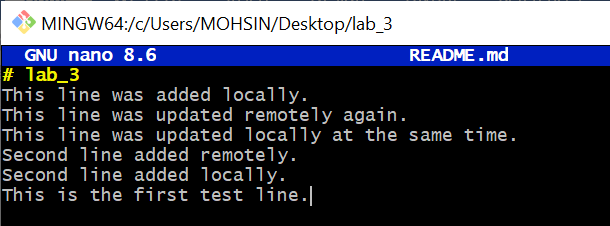 MINGW64:/c/Users/MOHSIN/Desktop/lab_3
GNU nano 8.6 README.md
# lab_3
This line was added locally.
This line was updated remotely again.
This line was updated locally at the same time.
Second line added remotely.
Second line added locally.
This is the first test line.